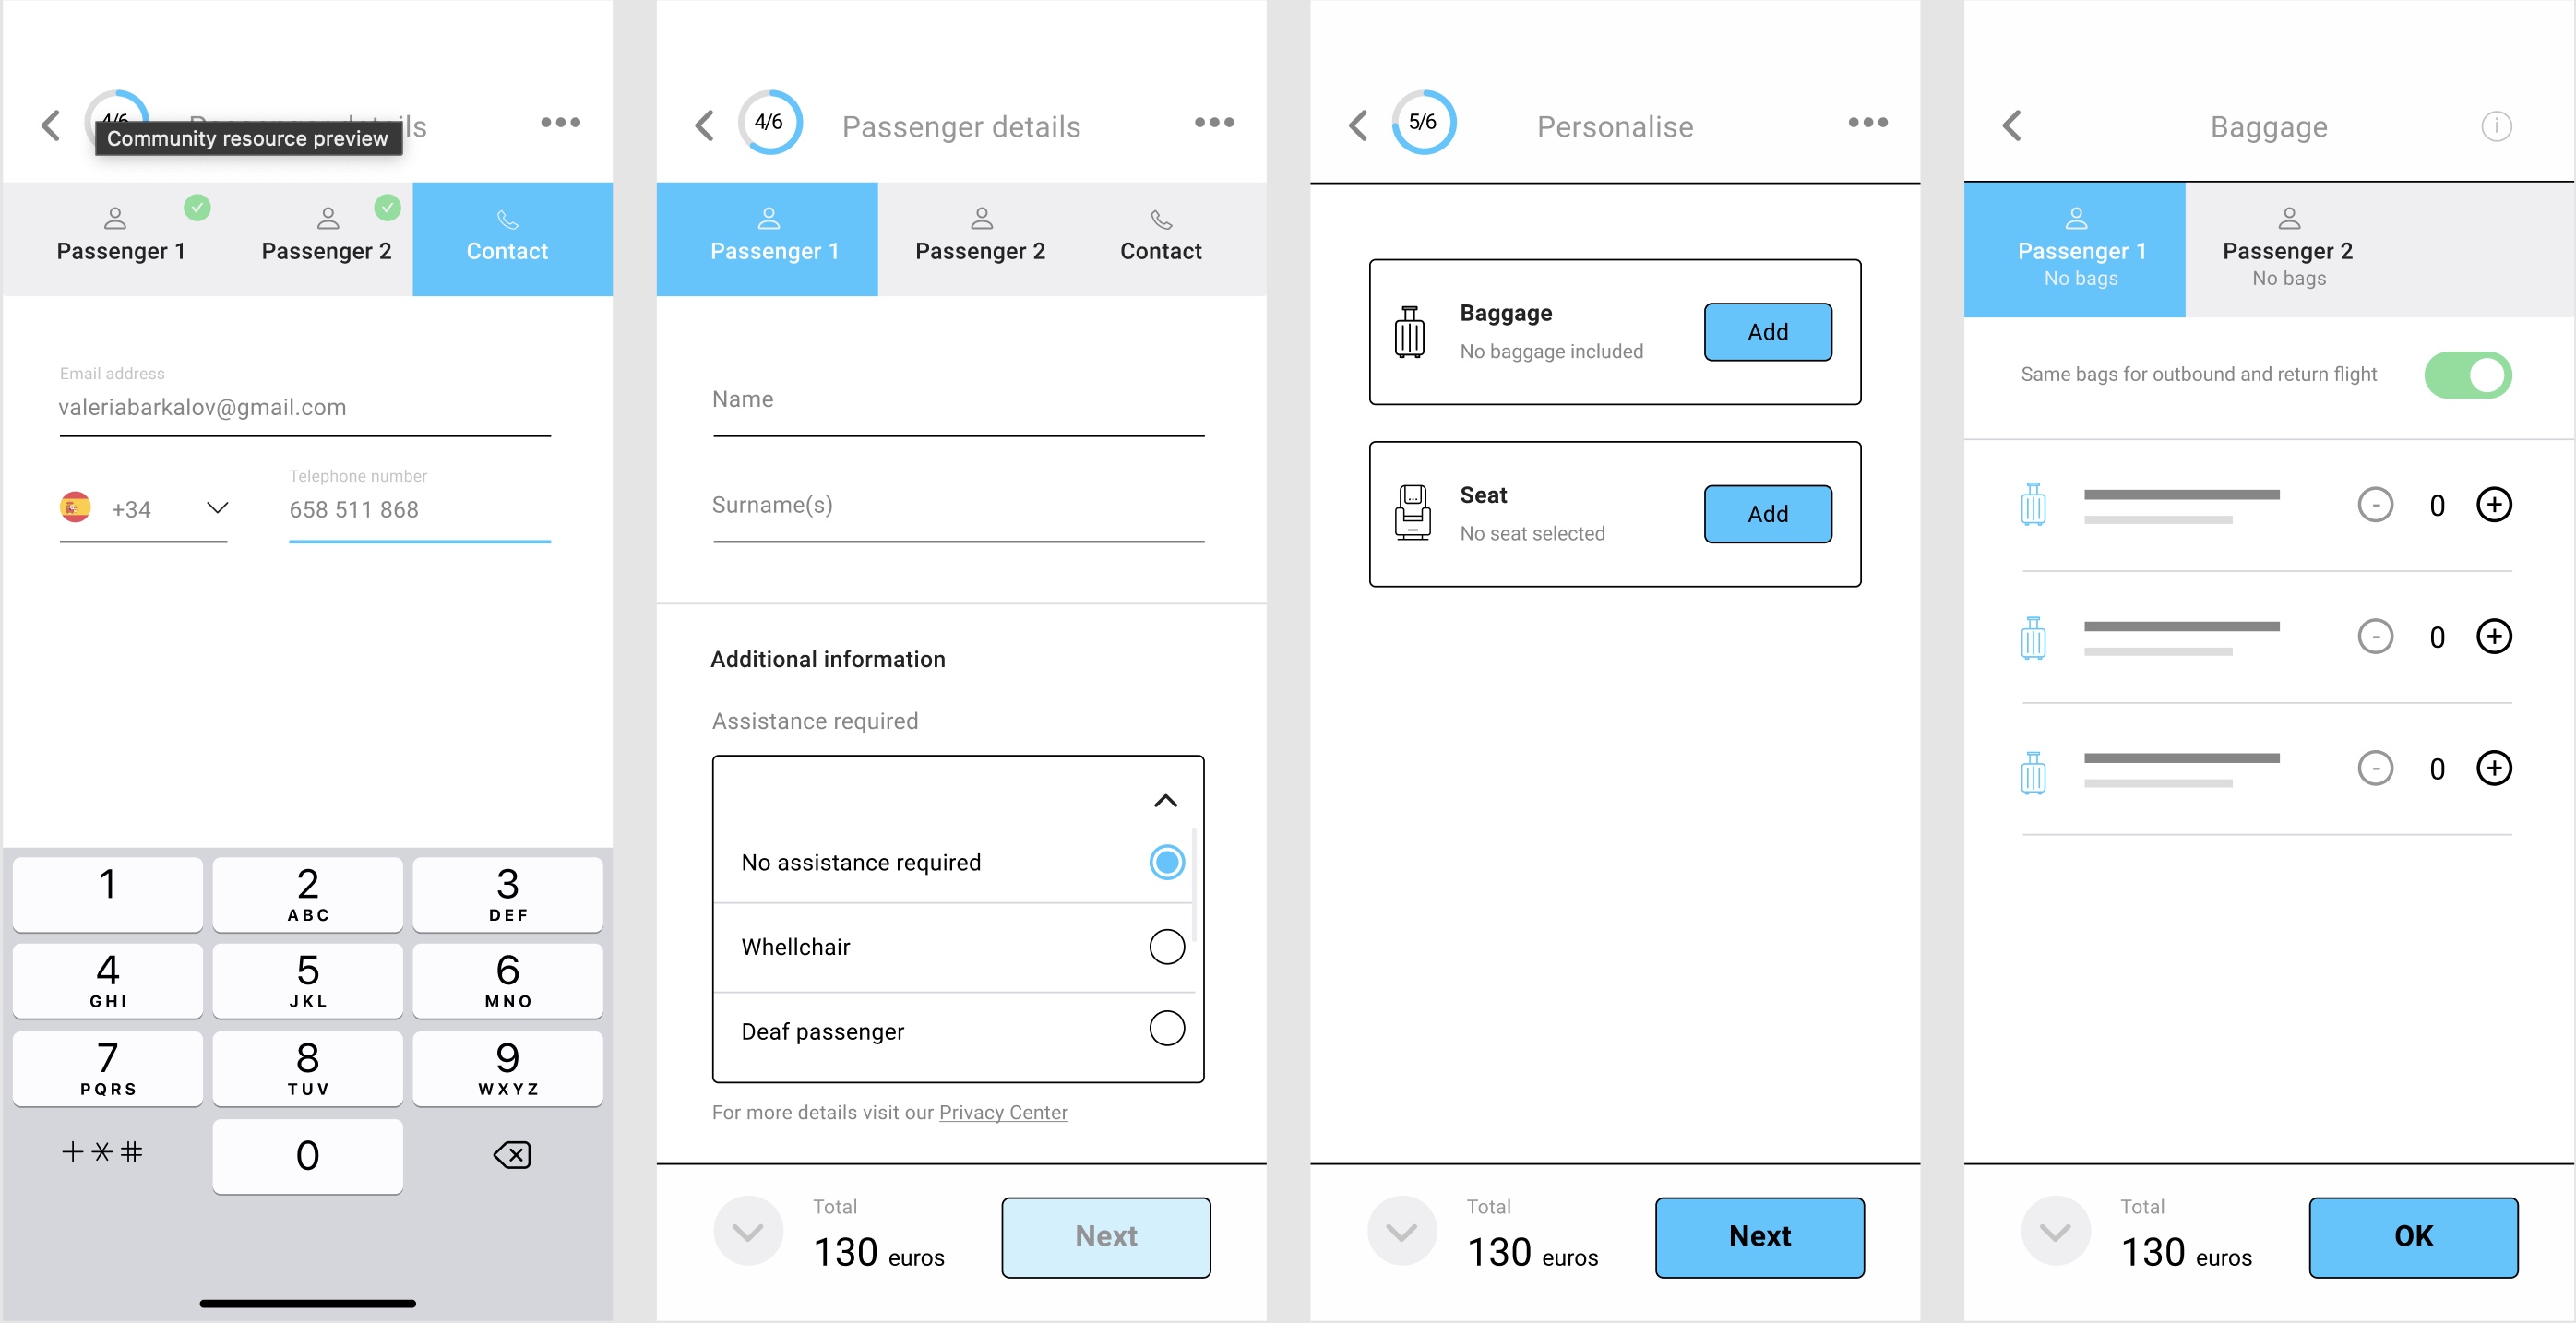 4/6
Passenger details
Community resource preview
Passenger 1
Passenger 2
Contact
Email address
valeriabarkalov@gmail.com
Telephone number
+34
658 511 868
1
2
ABC
3
DEF
4
GHI
5
JKL
6
MNO
7
PQRS
8
TUV
9
WXYZ
+*#
0
4/6
Passenger details
Passenger 1
Passenger 2
Contact
Name
Surname(s)
Additional information
Assistance required
No assistance required
Whellchair
Deaf passenger
For more details visit our Privacy Center
Total
130 euros
Next
5/6
Personalise
Baggage
No baggage included
Add
Seat
No seat selected
Add
Total
130 euros
Next
Baggage
i
Passenger 1
No bags
Passenger 2
No bags
Same bags for outbound and return flight
- 0 +
- 0 +
- 0 +
Total
130 euros
OK